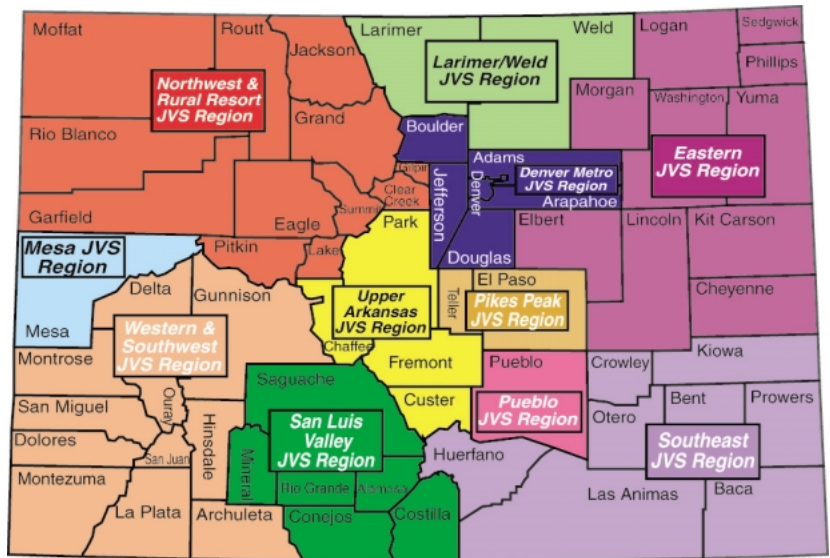 Moffat
Routt
Jackson
Larimer
Weld
Logan
Sedgwick
Phillips
Northwest &
Rural Resort
JVS Region
Larimer/Weld
JVS Region
Morgan
Washington
Yuma
Rio Blanco
Grand
Boulder
Eastern
JVS Region
Garfield
Eagle
Summit
Gilpin
Clear
Creek
Jefferson
Adams
Denver
Denver Metro
JVS Region
Arapahoe
Mesa JVS
Region
Pitkin
Lake
Park
Douglas
Elbert
Lincoln
Kit Carson
Mesa
Delta
Gunnison
Upper
Arkansas
JVS Region
Chaffee
Teller
El Paso
Pikes Peak
JVS Region
Cheyenne
Western &
Southwest
JVS Region
Montrose
Ouray
Saguache
Fremont
Custer
Pueblo
Pueblo
JVS Region
Crowley
Kiowa
San Miguel
Dolores
San Juan
Hinsdale
San Luis
Valley
JVS Region
Otero
Bent
Prowers
Southeast
JVS Region
Montezuma
La Plata
Archuleta
Mineral
Rio Grande
Alamosa
Conejos
Costilla
Huerfano
Las Animas
Baca